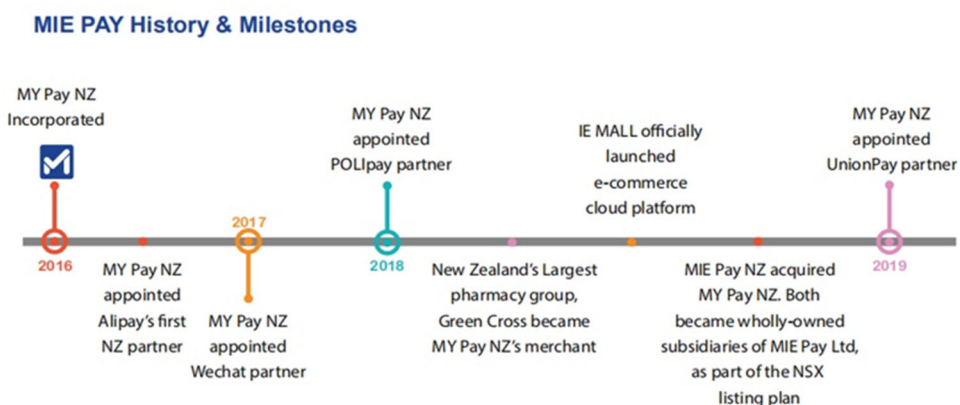 MIE PAY History & Milestones
MY Pay NZ
Incorporated
2016
MY Pay NZ
appointed
Alipay's first
NZ partner
2017
MY Pay NZ
appointed
Wechat partner
MY Pay NZ
appointed
POLIpay partner
2018
New Zealand's Largest
pharmacy group,
Green Cross became
MY Pay NZ's merchant
IE MALL officially
launched
e-commerce
cloud platform
MIE Pay NZ acquired
MY Pay NZ. Both
became wholly-owned
subsidiaries of MIE Pay Ltd,
as part of the NSX
listing plan
MY Pay NZ
appointed
UnionPay partner
2019